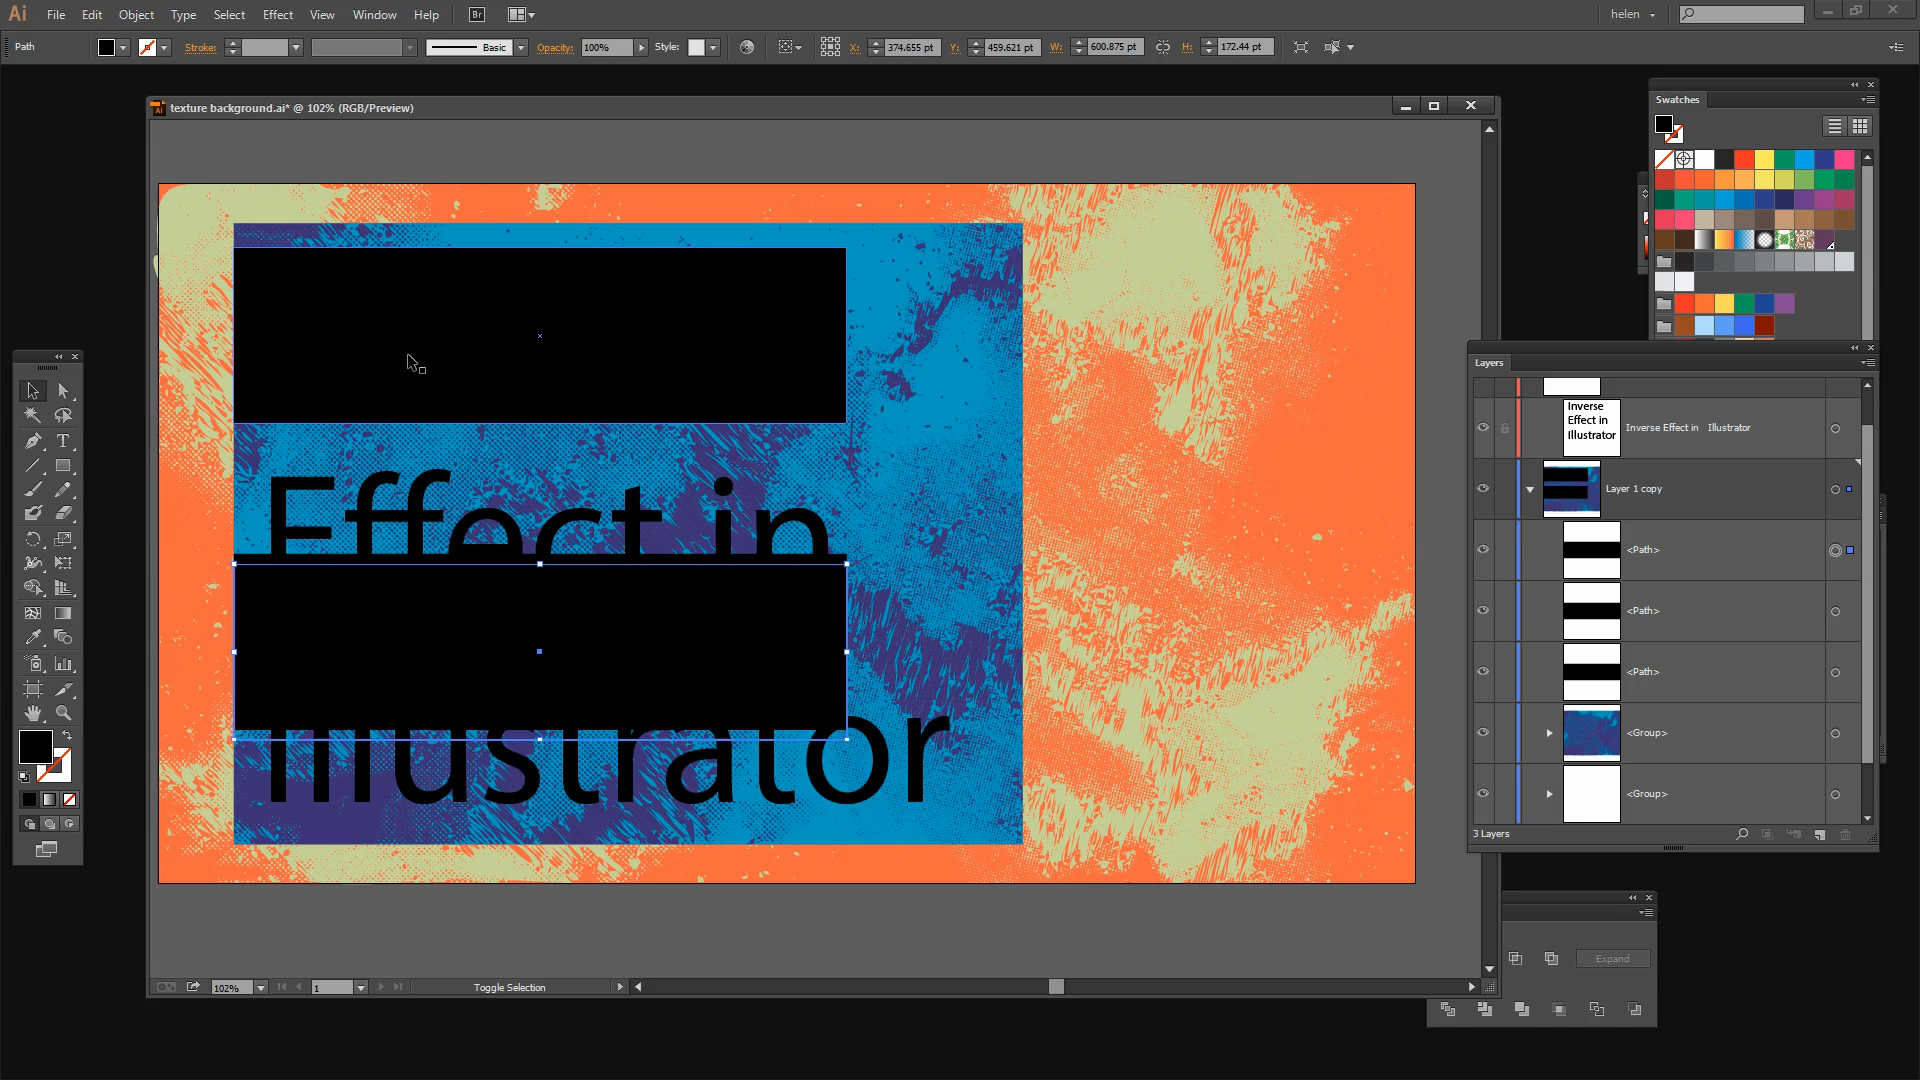 Ai File Edit Object Type Select Effect View Window Help Br helen
Path Stroke: Basic Opacity: 100% Style: X: 374.655 pt Y: 459.621 pt W: 600.875 pt H: 172.44 pt
texture background.ai* @ 102% (RGB/Preview)
Swatches
Effect in
Illustrator
Layers
Inverse
Effect in
Illustrator
Inverse Effect in Illustrator
Layer 1 copy
<Path>
<Path>
<Path>
<Group>
<Group>
3 Layers
Expand
102% 1 Toggle Selection